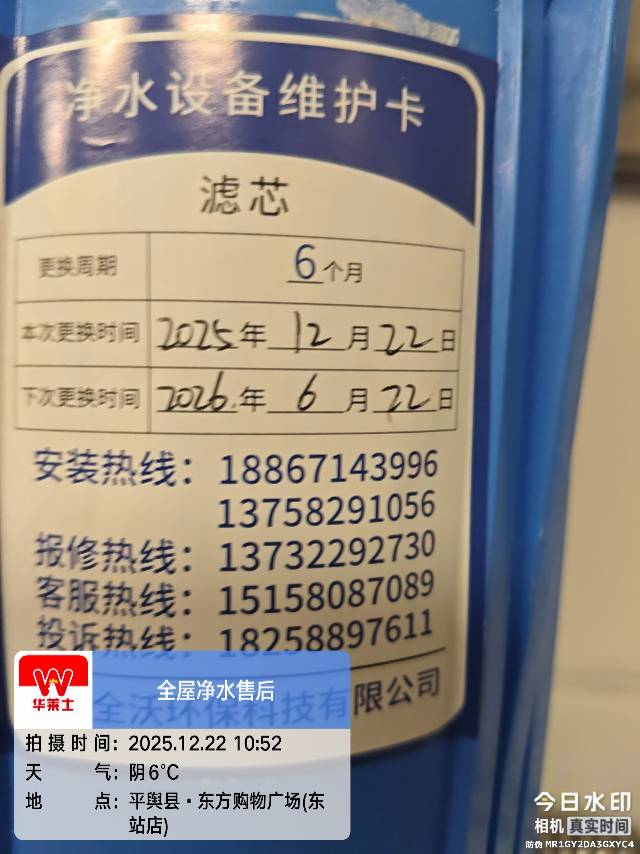 净水设备维护卡
滤芯
更换周期 6个月
本次更换时间 2025年12月22日
下次更换时间 2026.年6月22日
安装热线：18867143996
13758291056
报修热线：13732292730
客服热线：15158087089
投诉热线：18258897611
全沃环保科技有限公司
华莱士
全屋净水售后
拍摄时间：2025.12.22 10:52
天气：阴6°C
地点：平舆县·东方购物广场(东
站店)
今日水印
相机 真实时间
防伪 MR1GY2DA3GXYC4